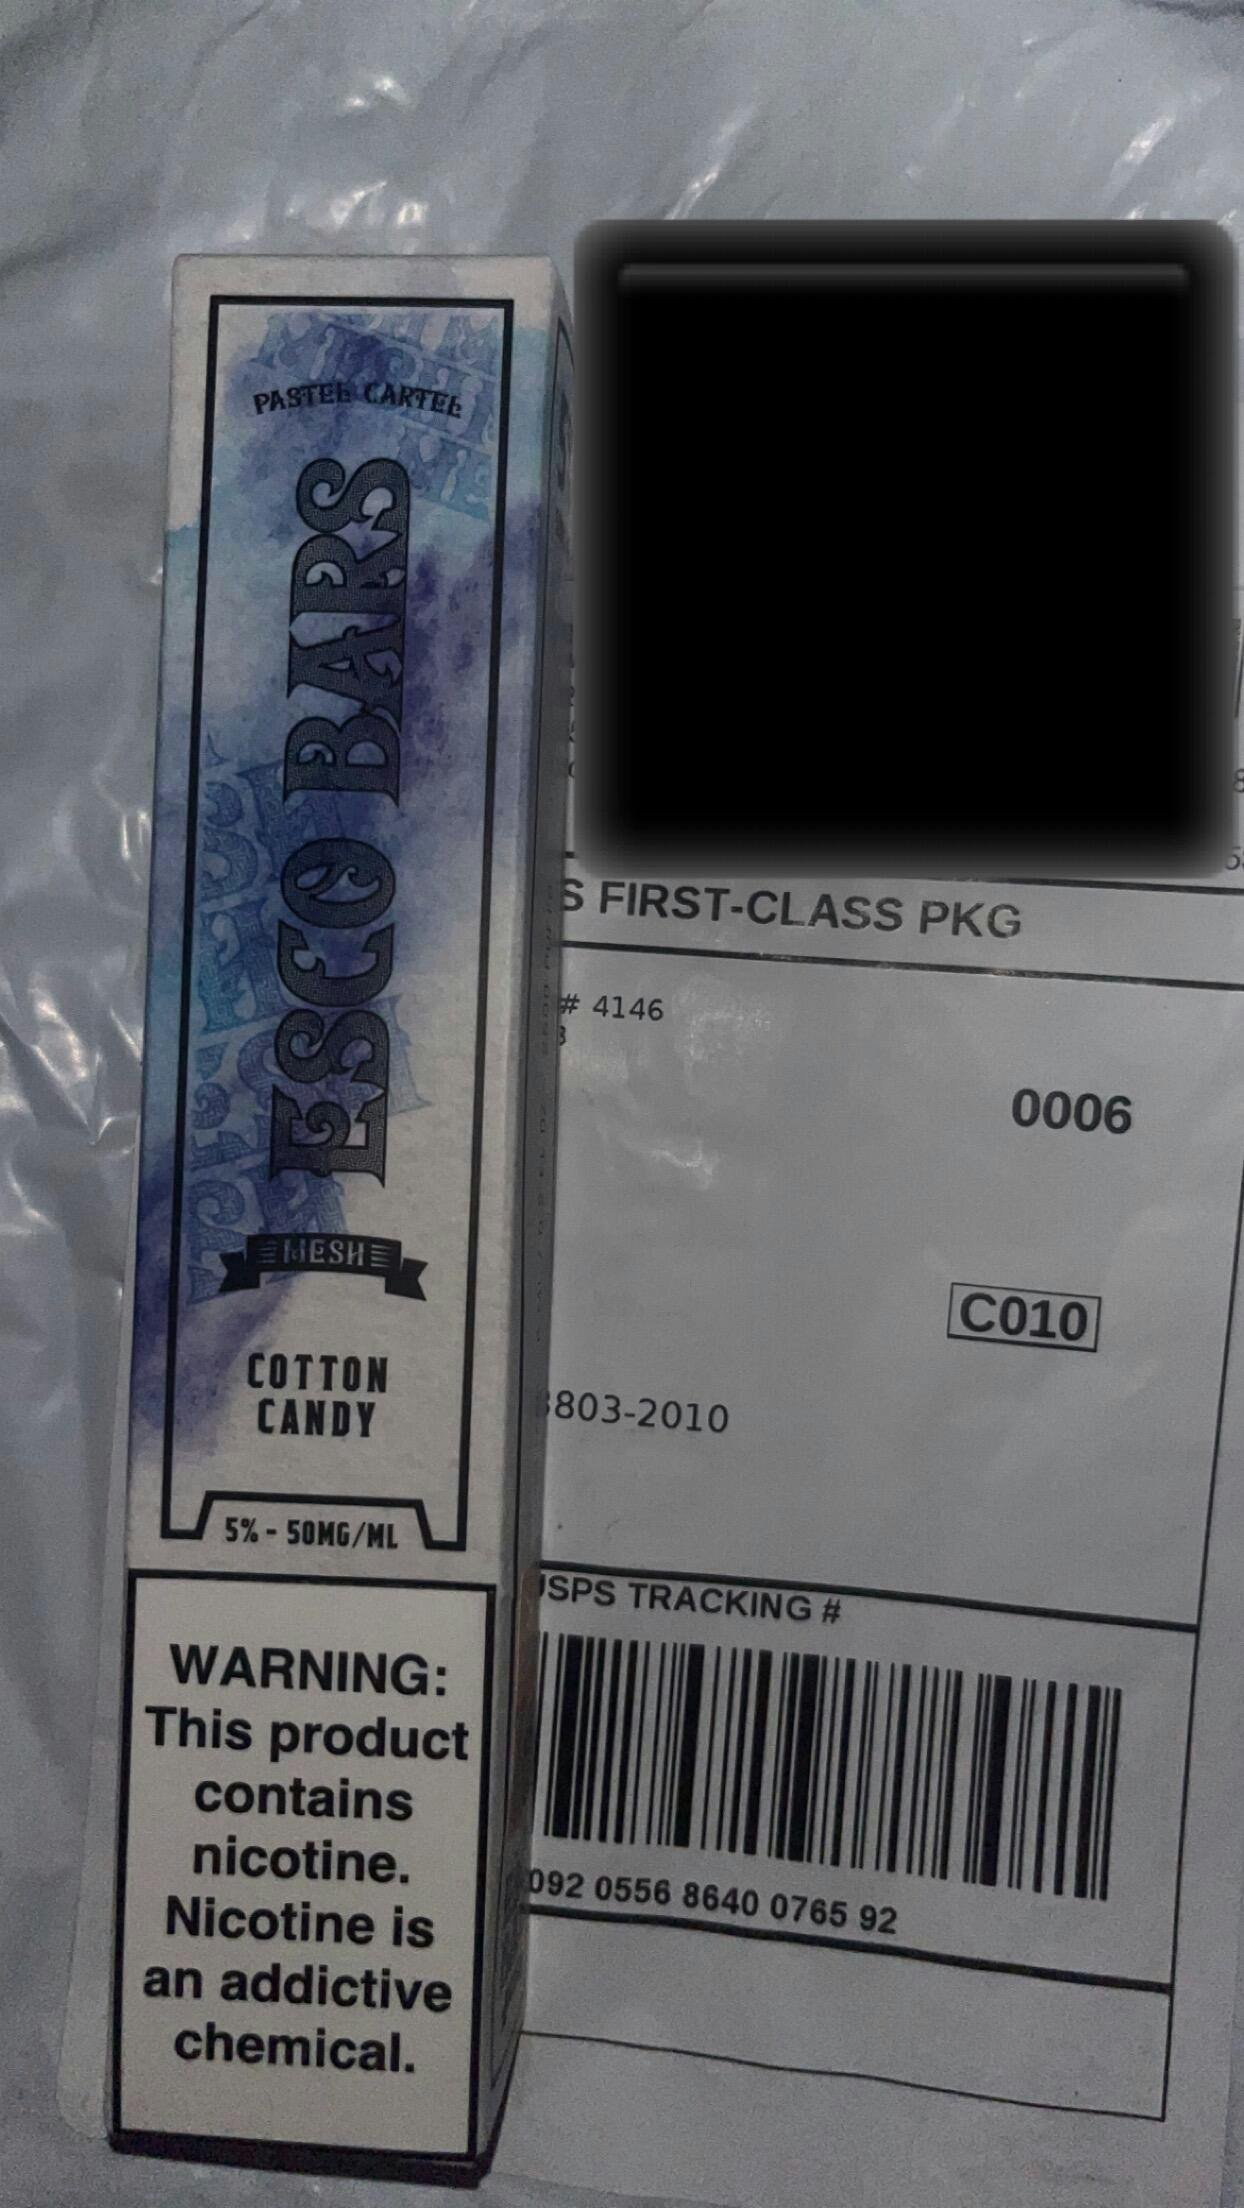 PASTEL CARTEL
ESCO BARS
MESH
COTTON
CANDY
5% - 50MG/ML
WARNING:
This product
contains
nicotine.
Nicotine is
an addictive
chemical.
S FIRST-CLASS PKG
# 4146
0006
C010
803-2010
USPS TRACKING #
092 0556 8640 0765 92